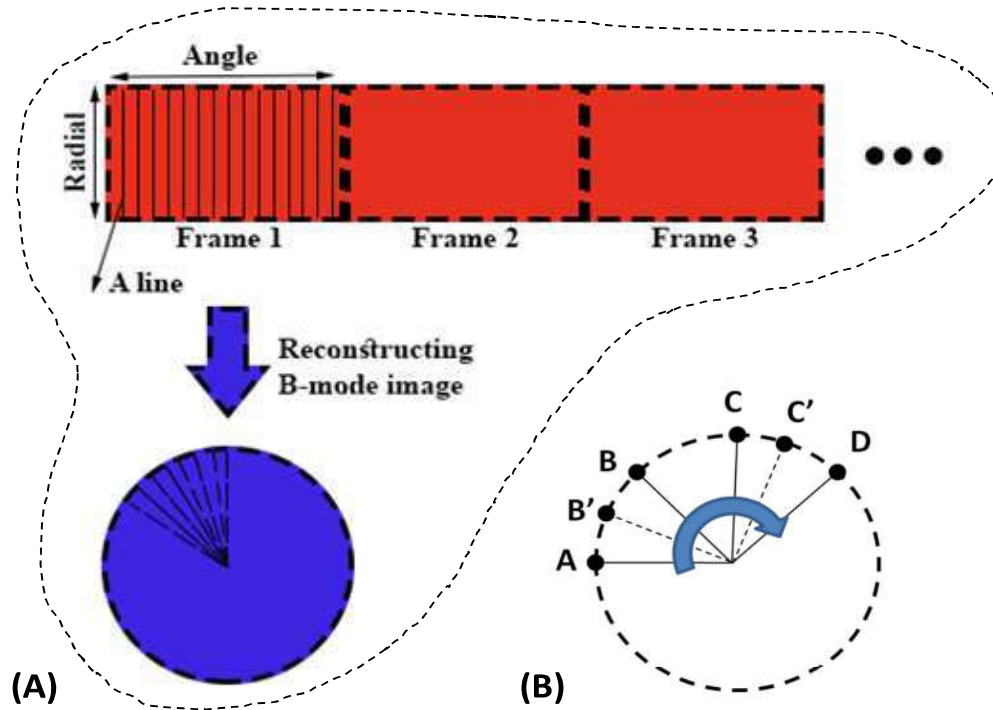 Angle
Radial
Frame 1
Frame 2
Frame 3
A line
Reconstructing
B-mode image
C
C’
D
B
B’
A
(A)
(B)